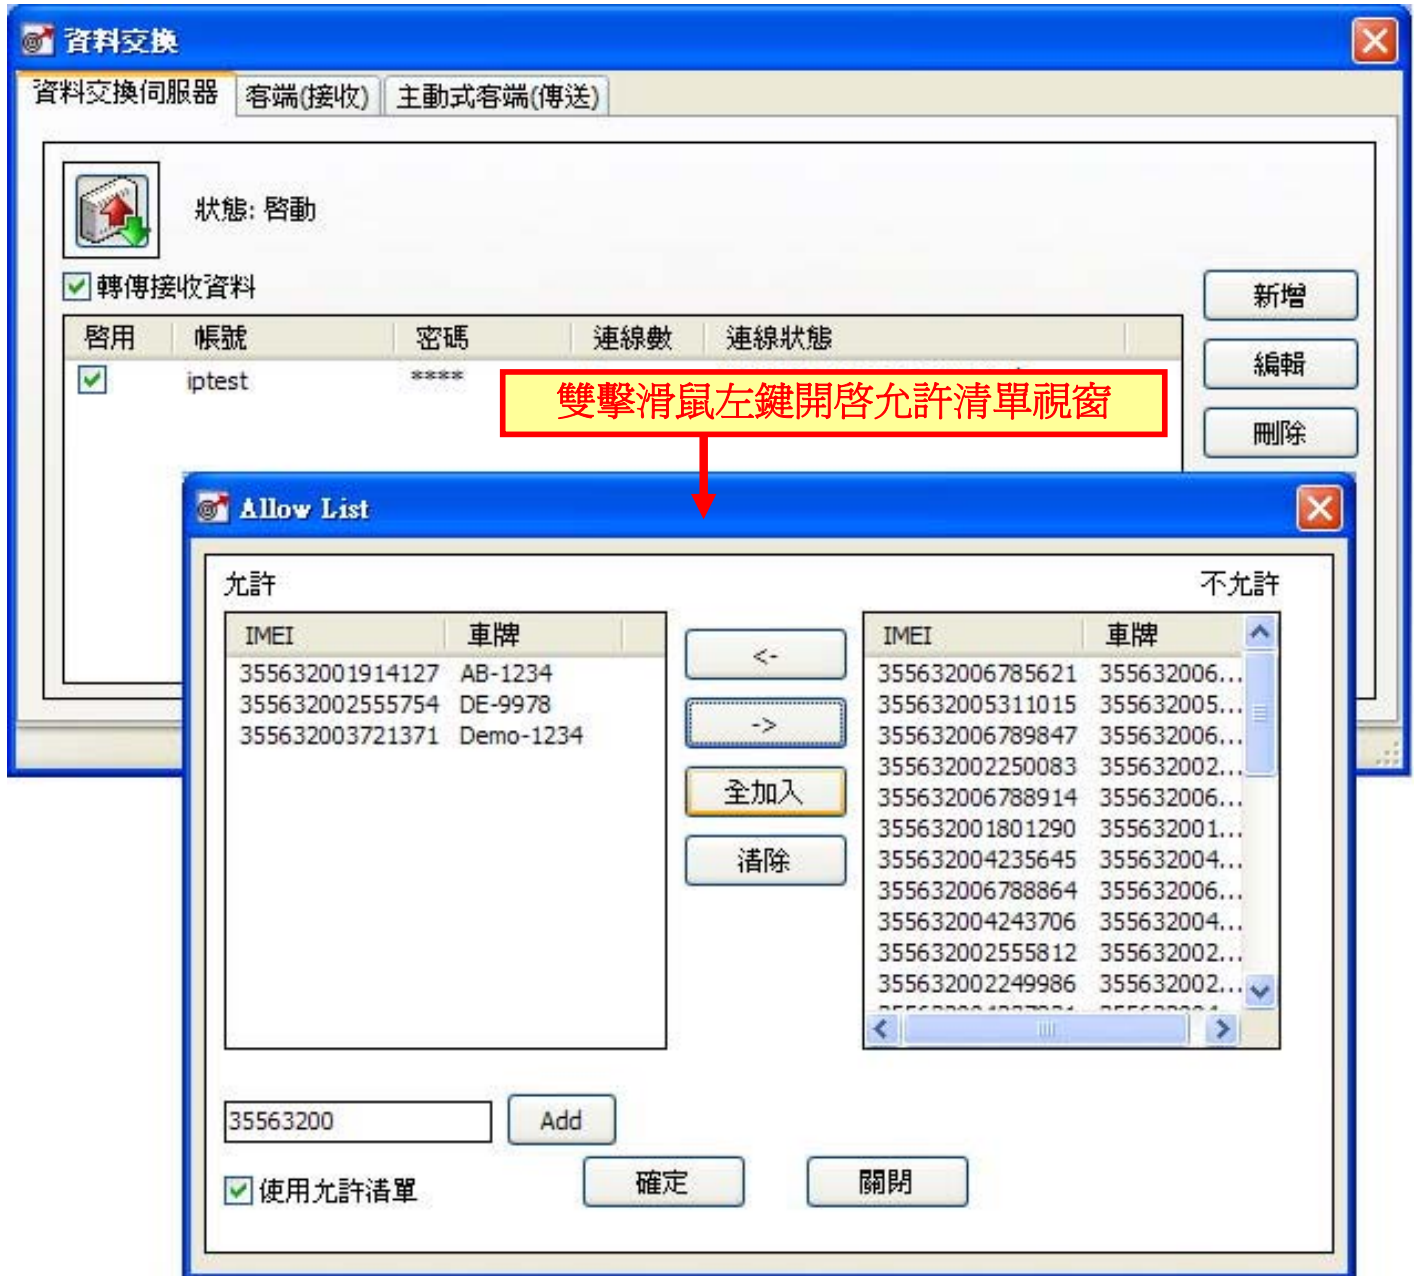 資料交換
資料交換伺服器 客端(接收) 主動式客端(傳送)
狀態: 啓動
轉傳接收資料
新增
啓用 帳號 密碼 連線數 連線狀態
iptest ****
編輯
雙擊滑鼠左鍵開啓允許清單視窗
刪除
Allow List
允許 不允許
IMEI 車牌
355632001914127 AB-1234
355632002555754 DE-9978
355632003721371 Demo-1234
<-
->
全加入
清除
IMEI 車牌
355632006785621 355632006...
355632005311015 355632005...
355632006789847 355632006...
355632002250083 355632002...
355632006788914 355632006...
355632001801290 355632001...
355632004235645 355632004...
355632006788864 355632006...
355632004243706 355632004...
355632002555812 355632002...
355632002249986 355632002...
35563200 Add
使用允許清單 確定 關閉